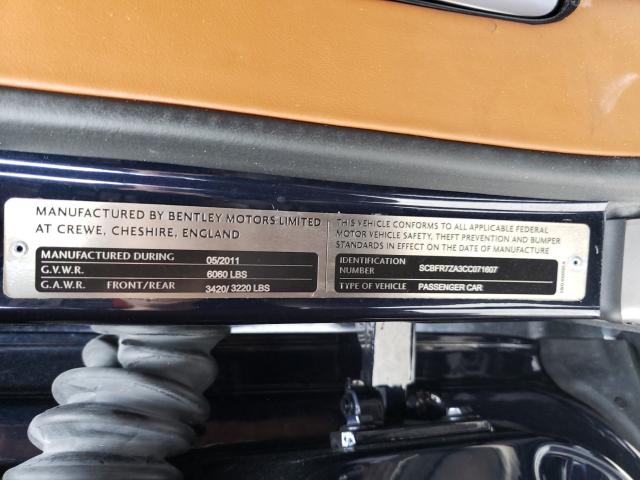 MANUFACTURED BY BENTLEY MOTORS LIMITED
AT CREWE, CHESHIRE, ENGLAND
MANUFACTURED DURING 05/2011
G.V.W.R. 6060 LBS
G.A.W.R. FRONT/REAR 3420/ 3220 LBS
THIS VEHICLE CONFORMS TO ALL APPLICABLE FEDERAL
MOTOR VEHICLE SAFETY, THEFT PREVENTION AND BUMPER
STANDARDS IN EFFECT ON THE DATE OF MANUFACTURE
IDENTIFICATION
NUMBER SCBFR7ZA3CC071607
TYPE OF VEHICLE PASSENGER CAR